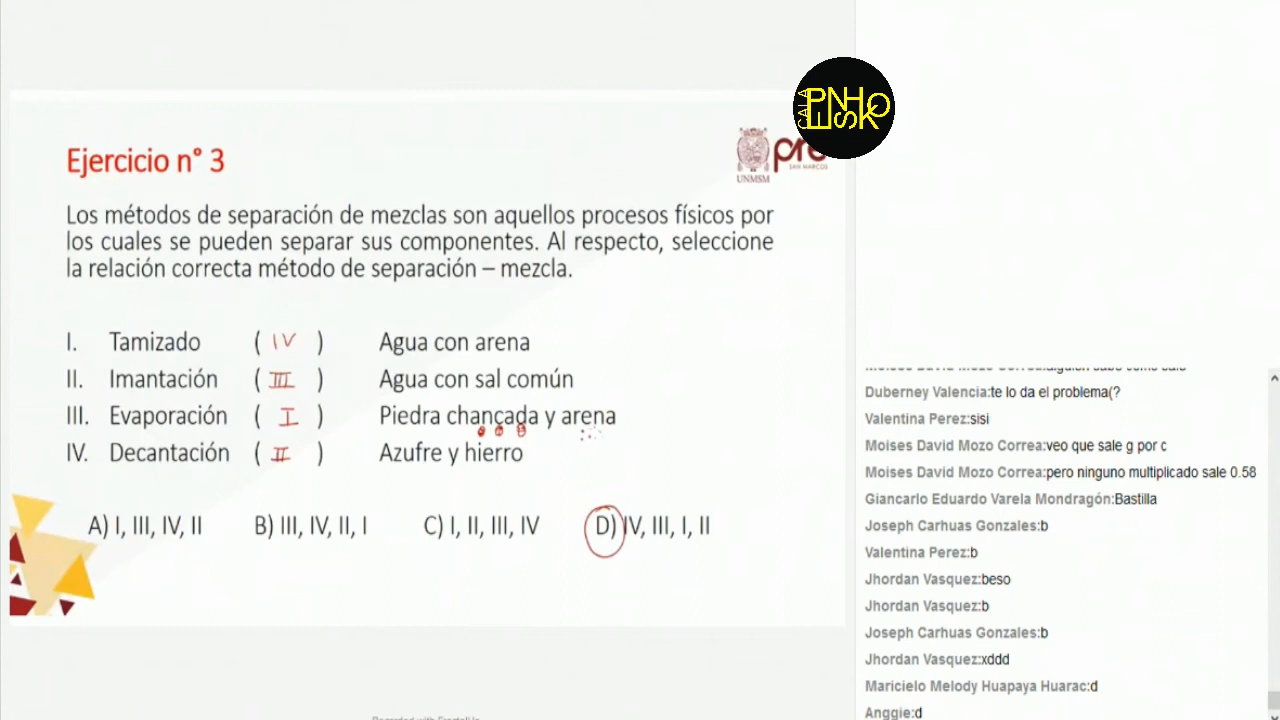 Ejercicio n° 3
UNMSM
pre
SAN MARCOS
CALA
PENHOSKO
Los métodos de separación de mezclas son aquellos procesos físicos por
los cuales se pueden separar sus componentes. Al respecto, seleccione
la relación correcta método de separación – mezcla.
I. Tamizado ( IV ) Agua con arena
II. Imantación ( III ) Agua con sal común
III. Evaporación ( I ) Piedra chancada y arena
IV. Decantación ( II ) Azufre y hierro
A) I, III, IV, II B) III, IV, II, I C) I, II, III, IV D) IV, III, I, II
Duberney Valencia:te lo da el problema(?
Valentina Perez:sisi
Moises David Mozo Correa:veo que sale g por c
Moises David Mozo Correa:pero ninguno multiplicado sale 0.58
Giancarlo Eduardo Varela Mondragón:Bastilla
Joseph Carhuas Gonzales:b
Valentina Perez:b
Jhordan Vasquez:beso
Jhordan Vasquez:b
Joseph Carhuas Gonzales:b
Jhordan Vasquez:xddd
Maricielo Melody Huapaya Huarac:d
Anggie:d